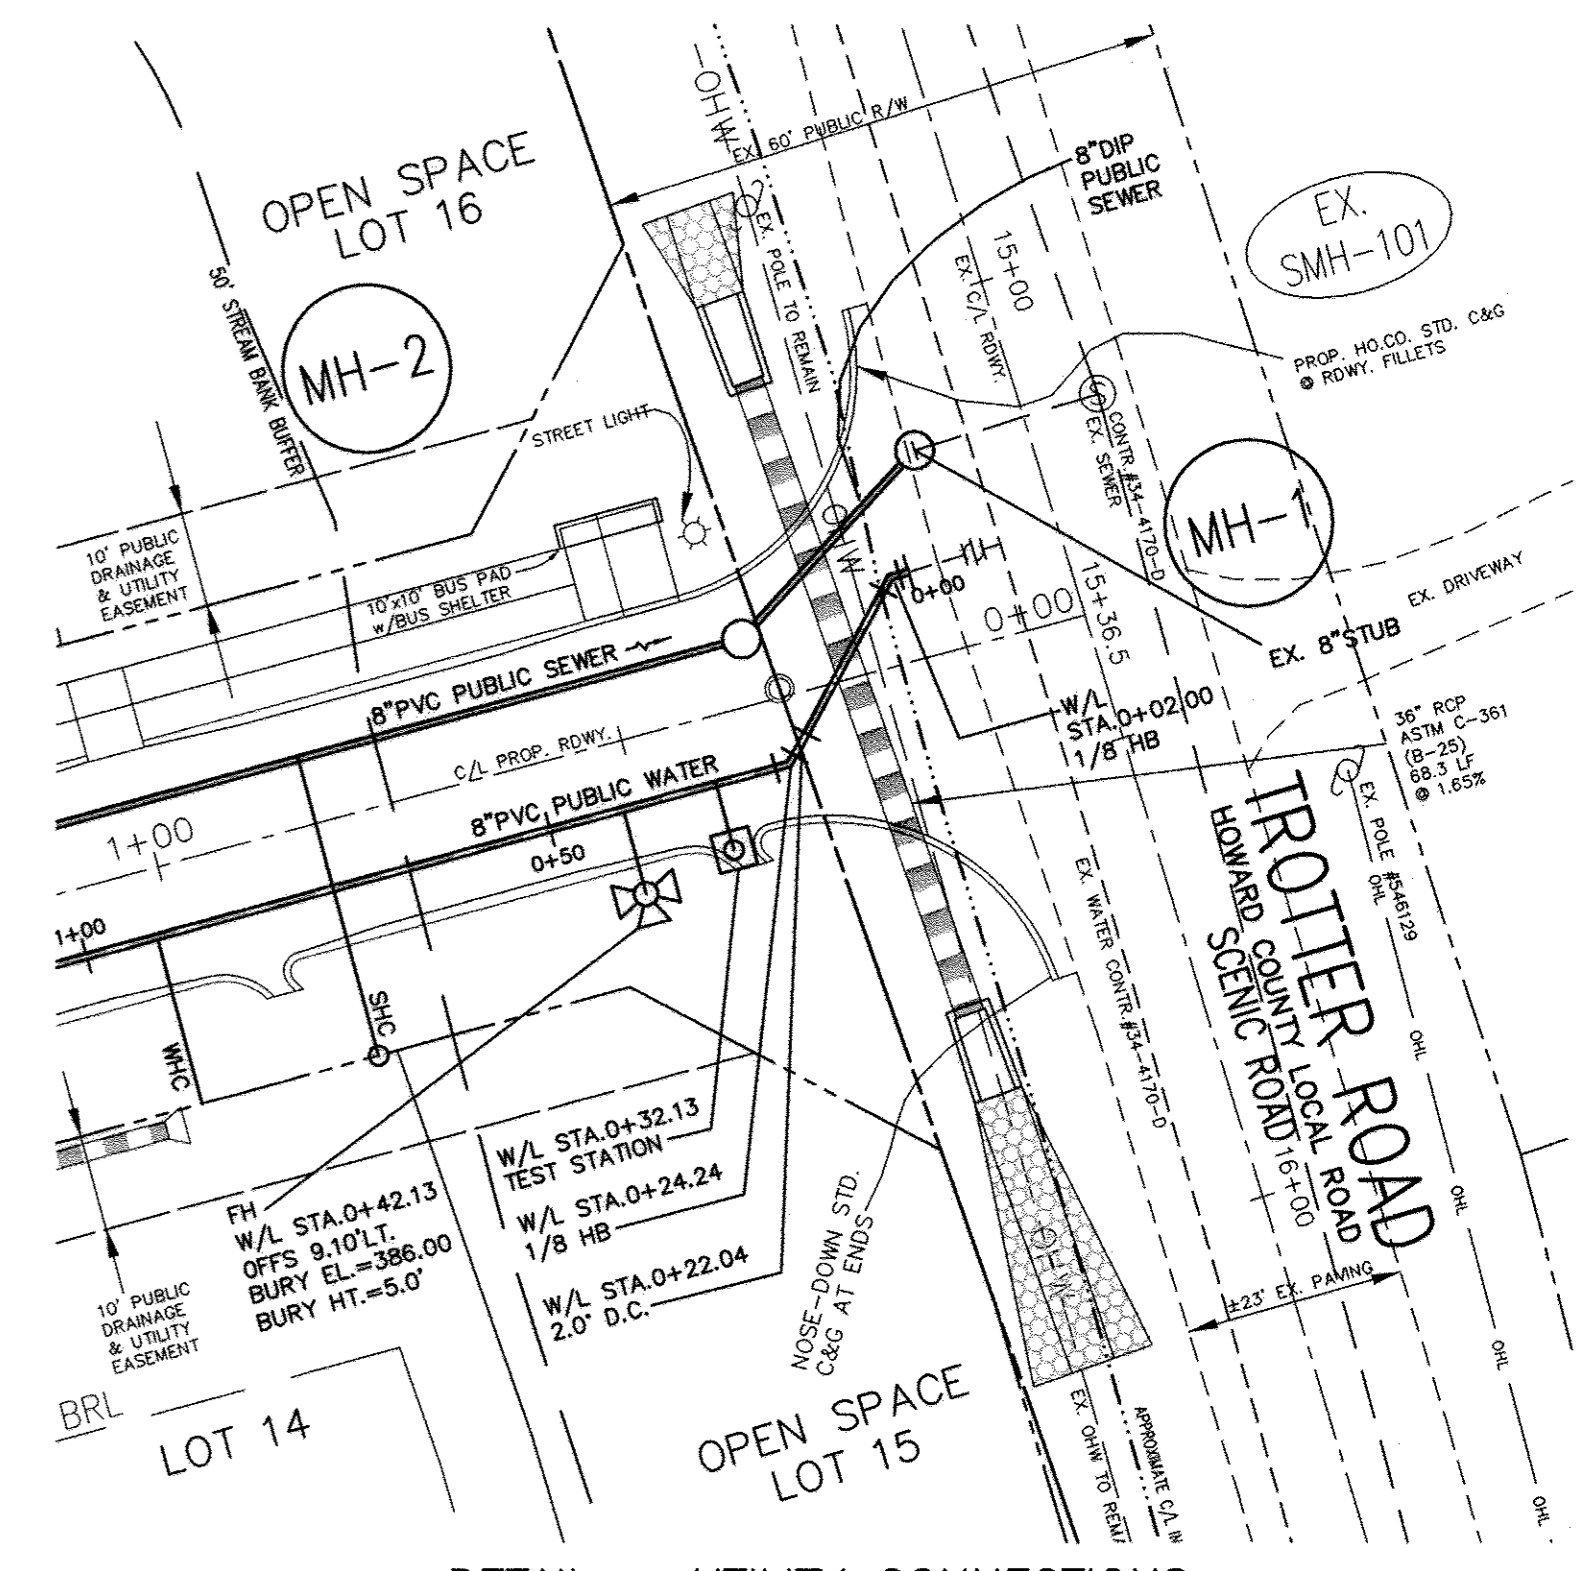 OHW
EX. 60' PUBLIC R/W
8"DIP
PUBLIC
SEWER
OPEN SPACE
LOT 16
EX.
SMH-101
15+00
EX. C/L RDWY.
EX. POLE TO REMAIN
50' STREAM BANK BUFFER
MH-2
STREET LIGHT
PROP. HO.CO. STD. C&G
@ RDWY. FILLETS
CONTR.#34-4170-D
EX. SEWER
MH-1
10' PUBLIC
DRAINAGE
& UTILITY
EASEMENT
10'x10' BUS PAD
w/BUS SHELTER
OHW
0+00
0+00
15+36.5
EX. DRIVEWAY
EX. 8"STUB
8"PVC PUBLIC SEWER
W/L
STA.0+02.00
1/8 HB
36" RCP
ASTM C-361
(B-25)
68.3 LF
@ 1.65%
C/L PROP. RDWY.
8"PVC PUBLIC WATER
1+00
0+50
1+00
EX. POLE #546129
OHL
TROTTER ROAD
HOWARD COUNTY LOCAL ROAD
SCENIC ROAD
EX. WATER CONTR.#34-4170-D
SHC
WHC
OHL
W/L STA.0+32.13
TEST STATION
W/L STA.0+24.24
1/8 HB
W/L STA.0+22.04
2.0° D.C.
FH
W/L STA.0+42.13
OFFS 9.10'LT.
BURY EL.=386.00
BURY HT.=5.0'
NOSE-DOWN STD.
C&G AT ENDS
16+00
OHL
OHW
±23' EX. PAVING
10' PUBLIC
DRAINAGE
& UTILITY
EASEMENT
BRL
LOT 14
OPEN SPACE
LOT 15
EX. OHW TO REMA
APPROXIMATE C/L IN
OHL
OHL